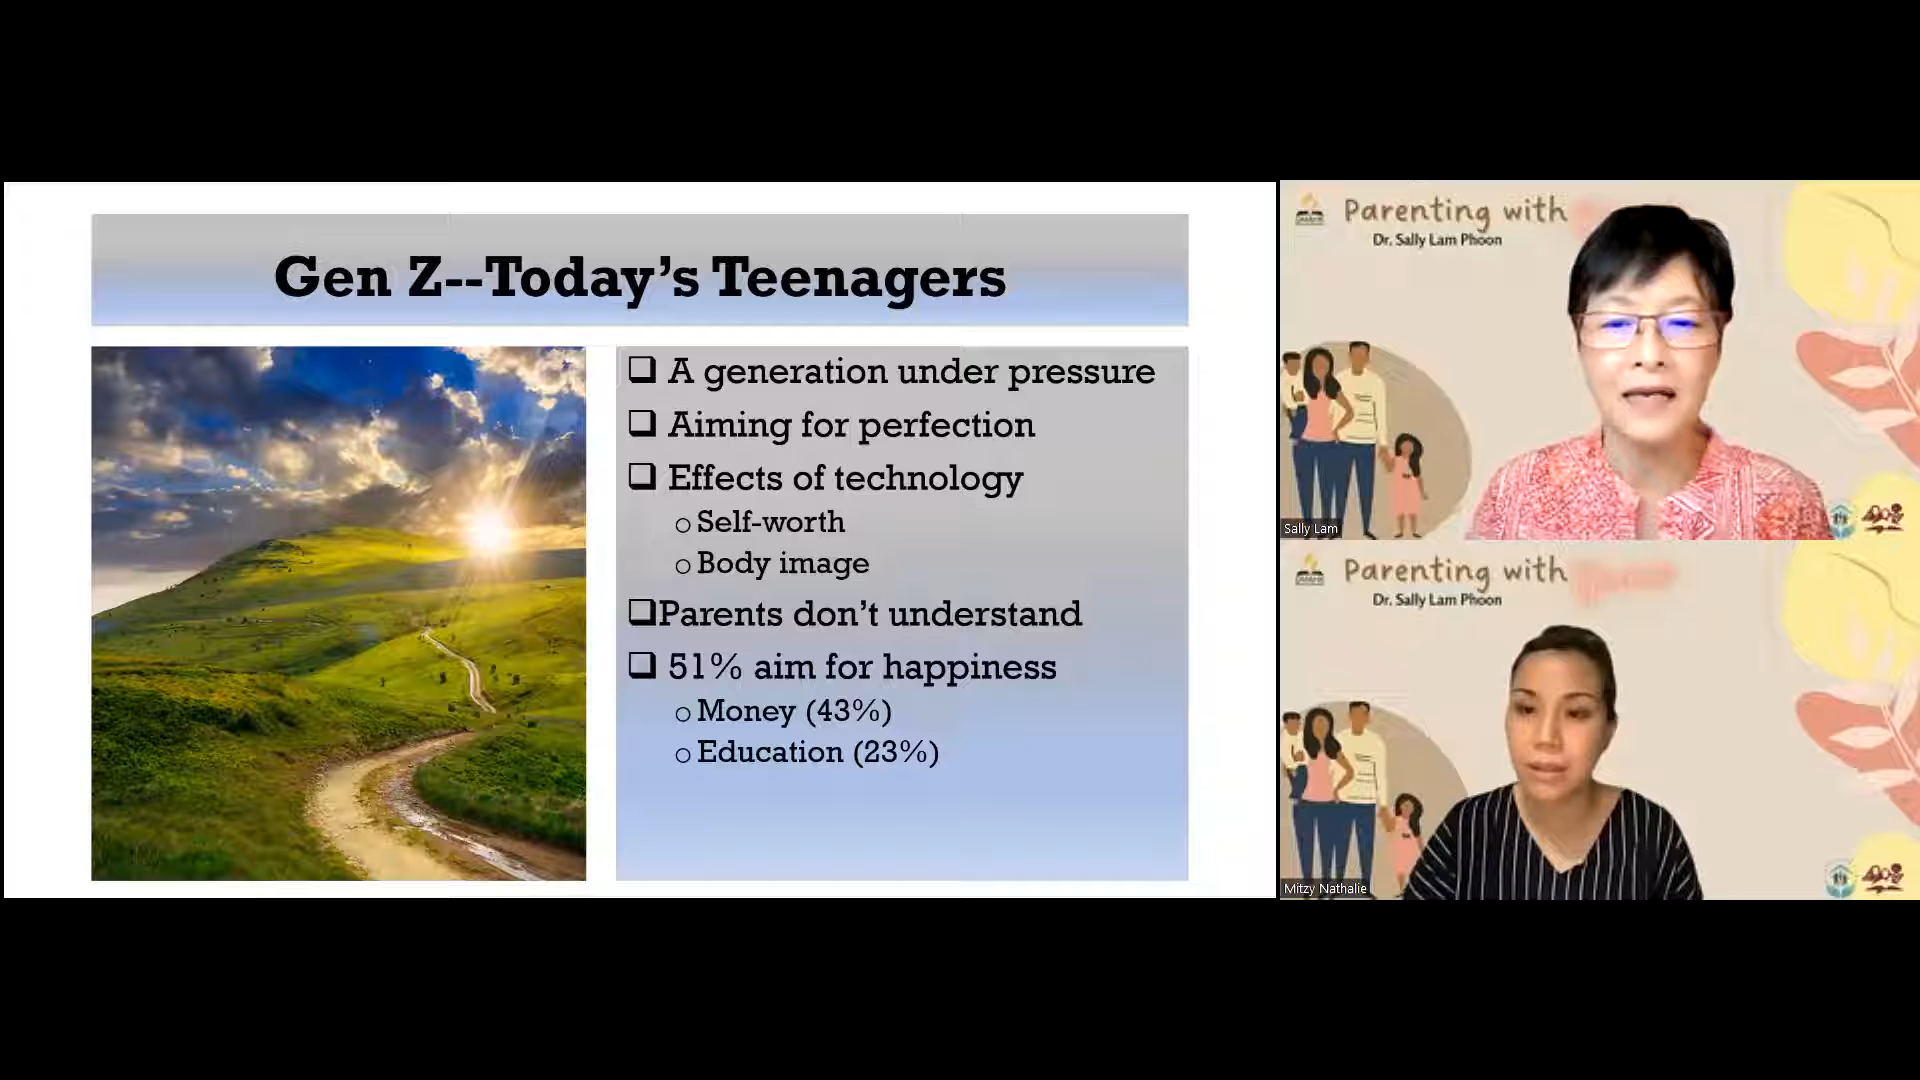 Gen Z--Today's Teenagers
❑ A generation under pressure
❑ Aiming for perfection
❑ Effects of technology
o Self-worth
o Body image
❑Parents don't understand
❑ 51% aim for happiness
o Money (43%)
o Education (23%)
Parenting with
Dr. Sally Lam Phoon
Sally Lam
Parenting with
Dr. Sally Lam Phoon
Mitzy Nathalie